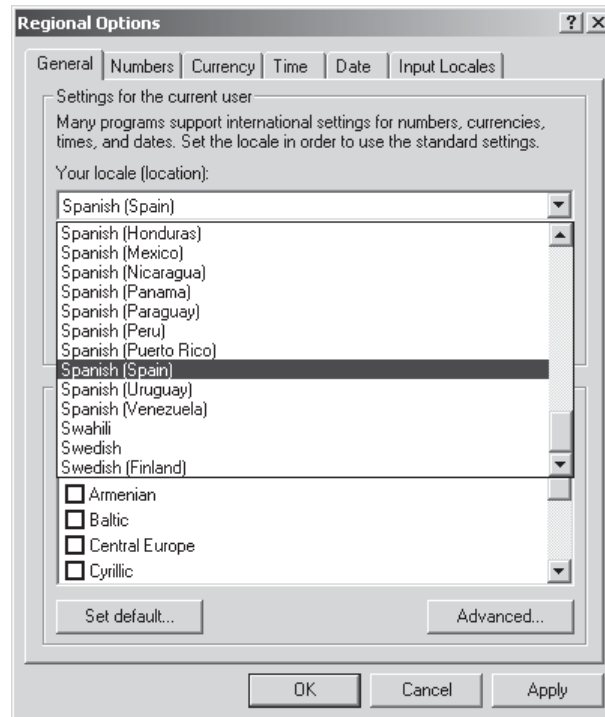 Regional Options
General Numbers Currency Time Date Input Locales
Settings for the current user
Many programs support international settings for numbers, currencies,
times, and dates. Set the locale in order to use the standard settings.
Your locale (location):
Spanish (Spain)
Spanish (Honduras)
Spanish (Mexico)
Spanish (Nicaragua)
Spanish (Panama)
Spanish (Paraguay)
Spanish (Peru)
Spanish (Puerto Rico)
Spanish (Spain)
Spanish (Uruguay)
Spanish (Venezuela)
Swahili
Swedish
Swedish (Finland)
Armenian
Baltic
Central Europe
Cyrillic
Set default... Advanced...
OK Cancel Apply